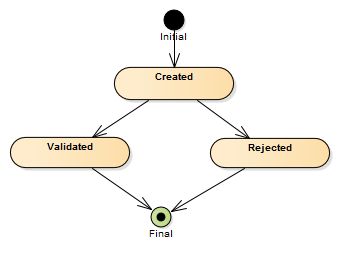 Initial
Created
Validated
Rejected
Final